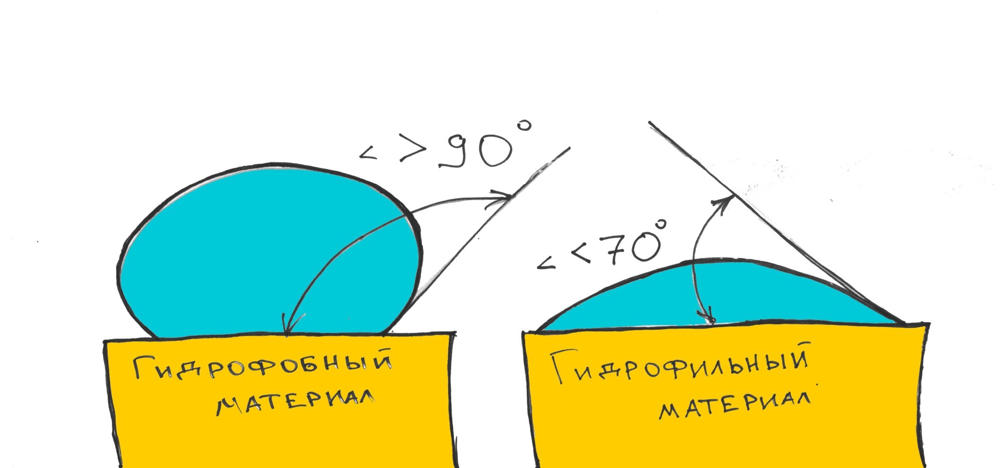 < > 90°
< < 70°
Гидрофобный
материал
Гидрофильный
материал